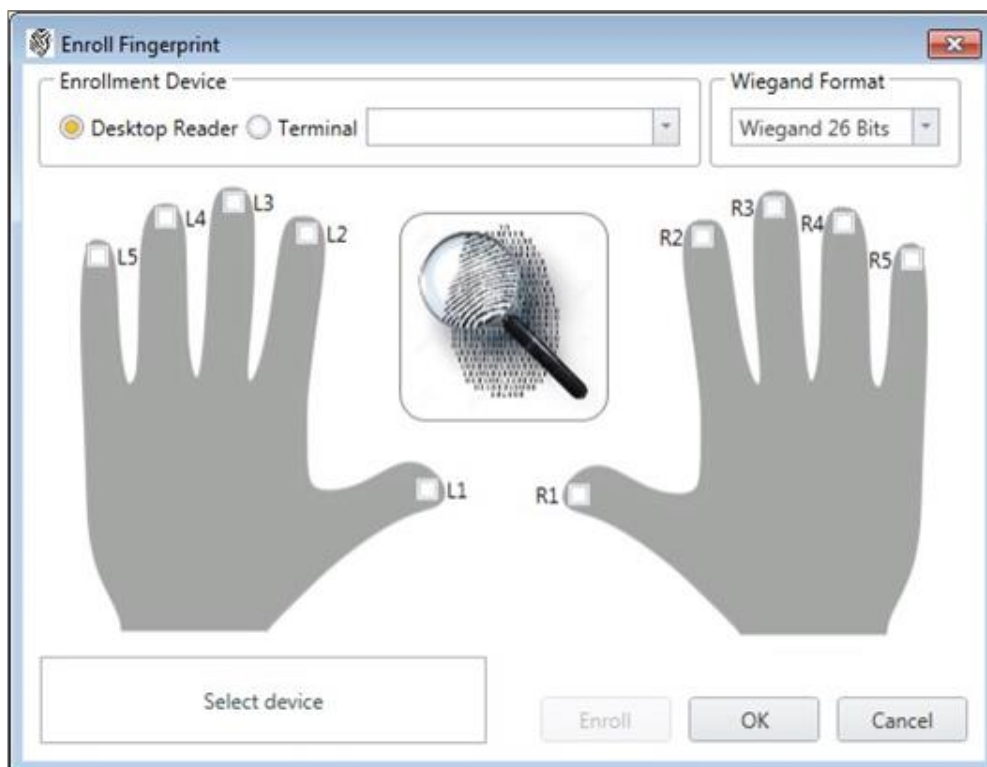 Enroll Fingerprint
Enrollment Device
Wiegand Format
Desktop Reader
Terminal
Wiegand 26 Bits
L5
L4
L3
L2
R2
R3
R4
R5
L1
R1
Select device
Enroll
OK
Cancel